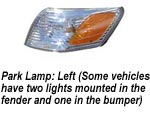 Park Lamp: Left (Some vehicles
have two lights mounted in the
fender and one in the bumper)